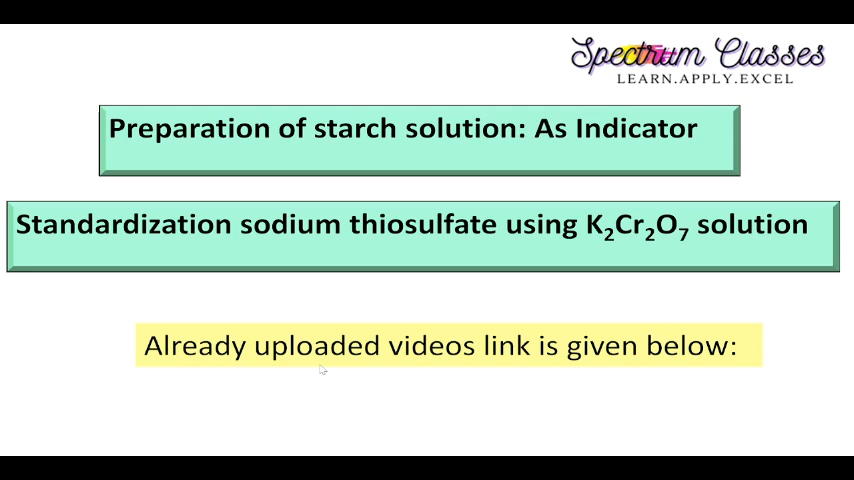 Spectrum Classes
LEARN.APPLY.EXCEL
Preparation of starch solution: As Indicator
Standardization sodium thiosulfate using K₂Cr₂O₇ solution
Already uploaded videos link is given below: